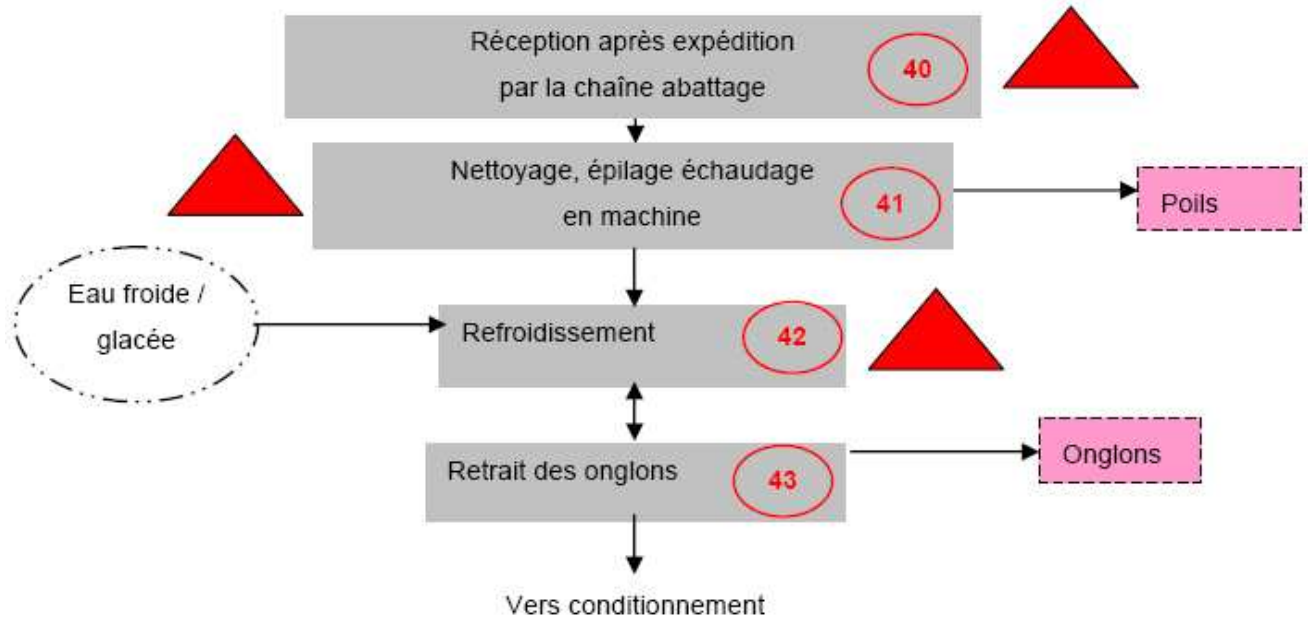 Réception après expédition
par la chaîne abattage
40
Nettoyage, épilage échaudage
en machine
41
Poils
Eau froide /
glacée
Refroidissement
42
Retrait des onglons
43
Onglons
Vers conditionnement